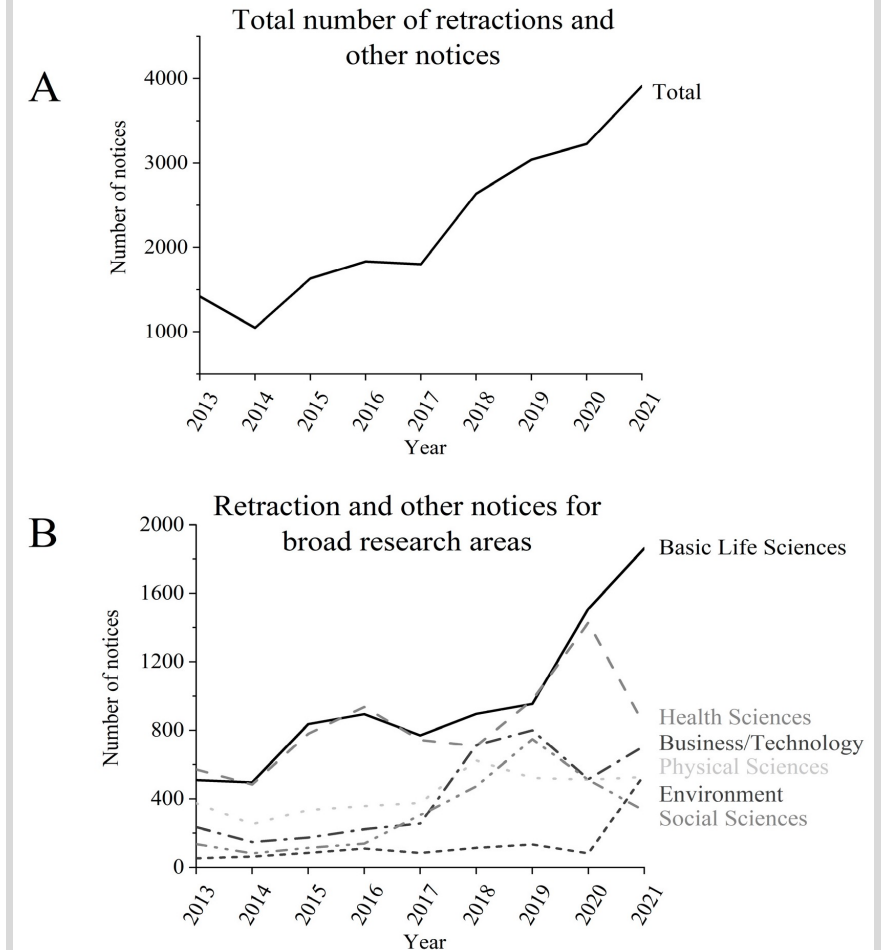 A
Total number of retractions and
other notices
Number of notices
4000
3000
2000
1000
Total
2013
2014
2015
2016
2017
2018
2019
2020
2021
Year
B
Retraction and other notices for
broad research areas
Number of notices
2000
1600
1200
800
400
0
Basic Life Sciences
Health Sciences
Business/Technology
Physical Sciences
Environment
Social Sciences
2013
2014
2015
2016
2017
2018
2019
2020
2021
Year